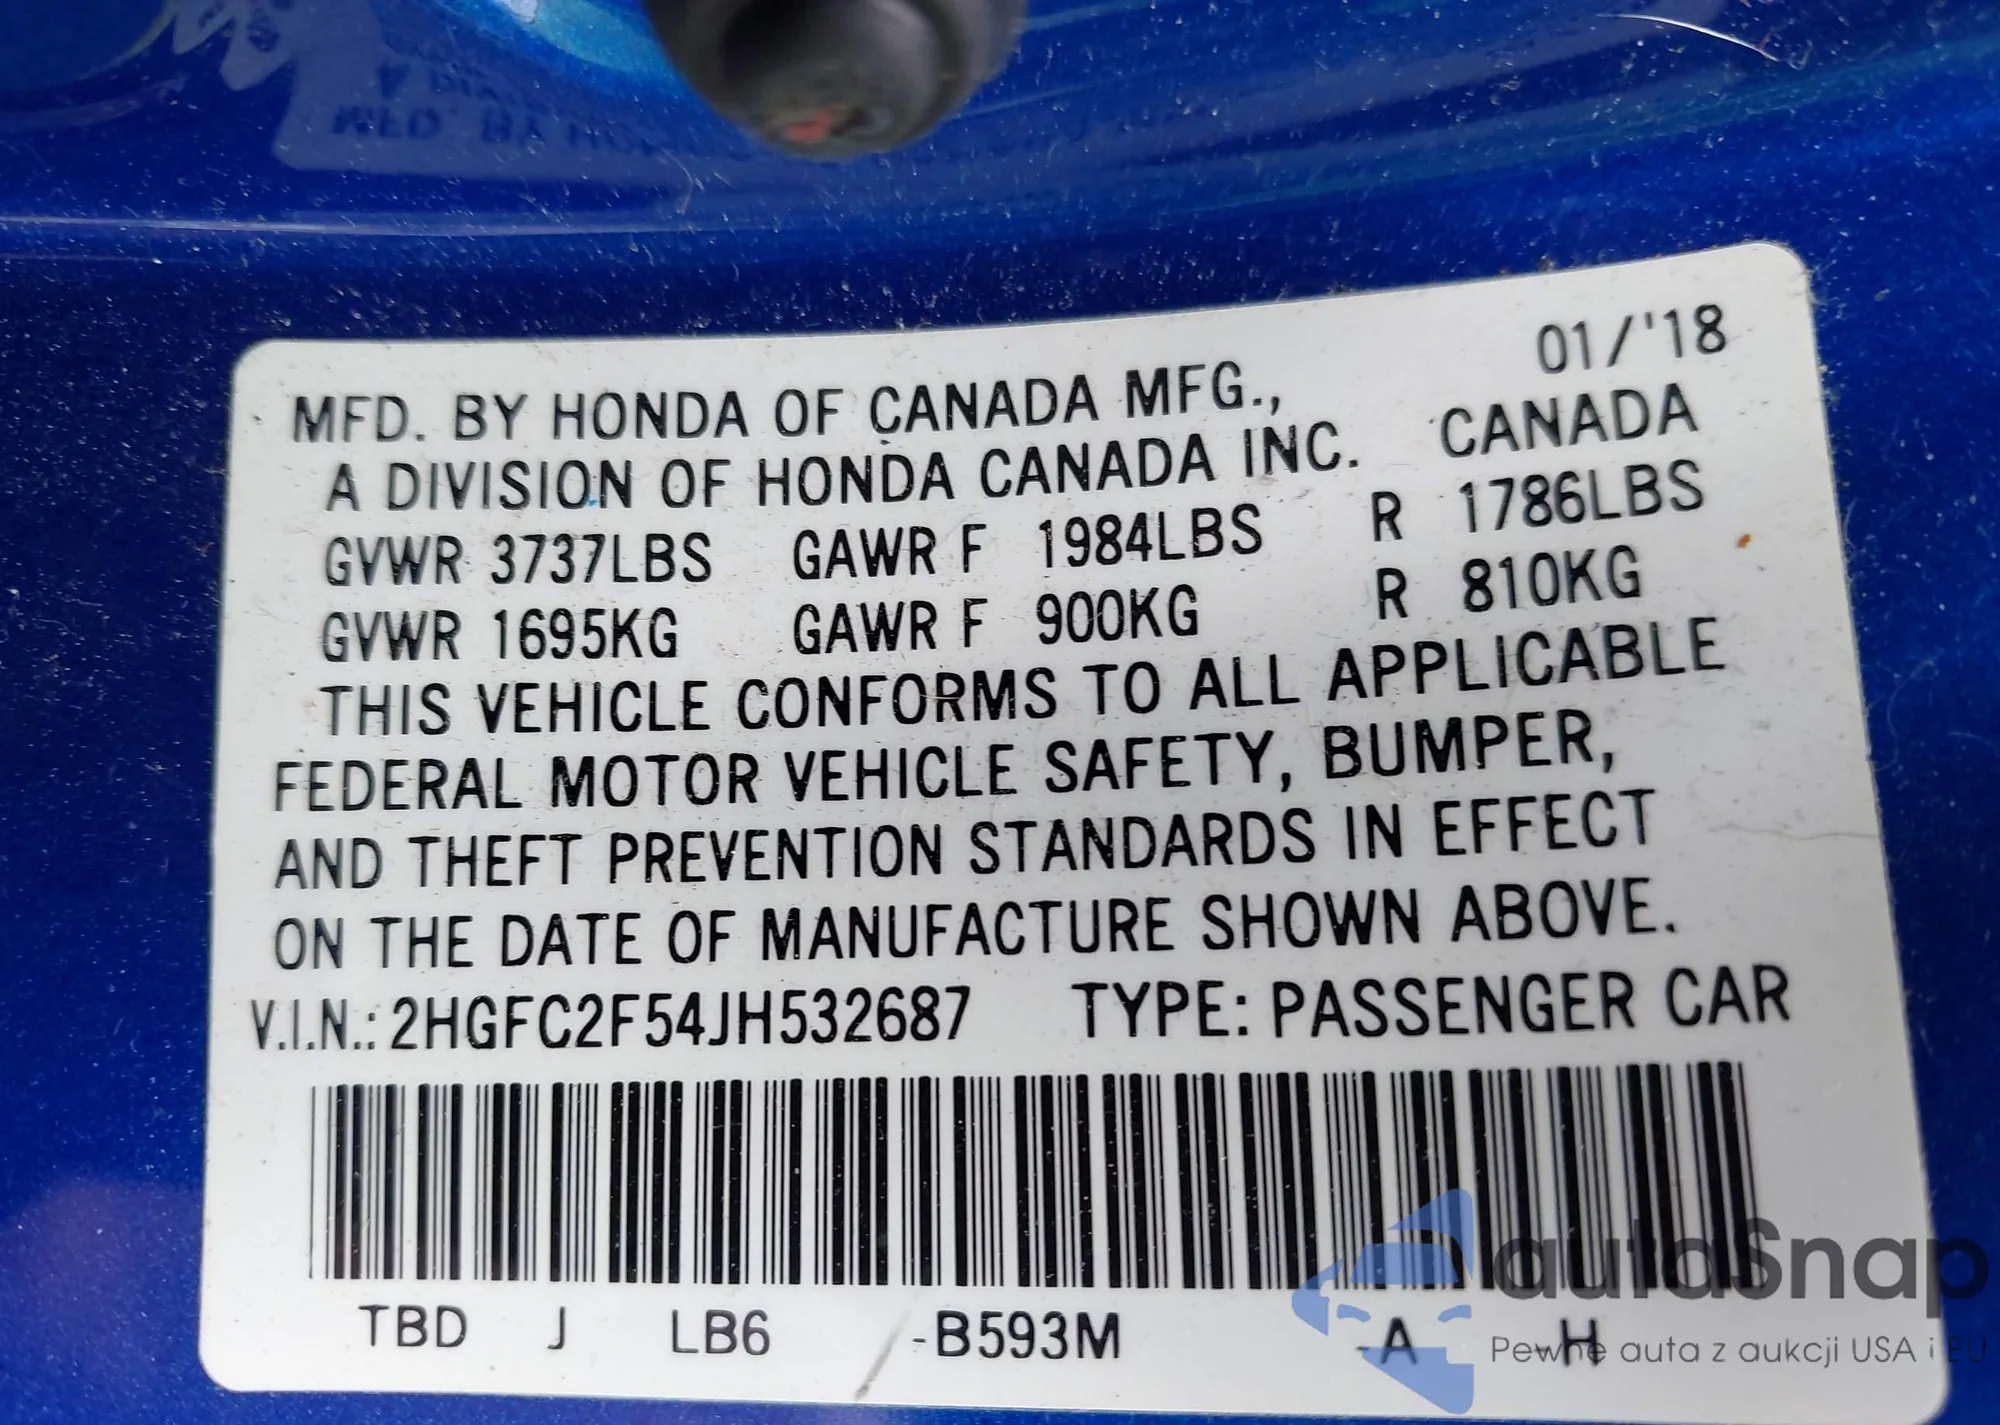 01/'18
MFD. BY HONDA OF CANADA MFG.,
A DIVISION OF HONDA CANADA INC. CANADA
GVWR 3737LBS GAWR F 1984LBS R 1786LBS
GVWR 1695KG GAWR F 900KG R 810KG
THIS VEHICLE CONFORMS TO ALL APPLICABLE
FEDERAL MOTOR VEHICLE SAFETY, BUMPER,
AND THEFT PREVENTION STANDARDS IN EFFECT
ON THE DATE OF MANUFACTURE SHOWN ABOVE.
V.I.N.: 2HGFC2F54JH532687 TYPE: PASSENGER CAR
TBD J LB6 -B593M -A -H
autaSnap
Pewne auta z aukcji USA i EU